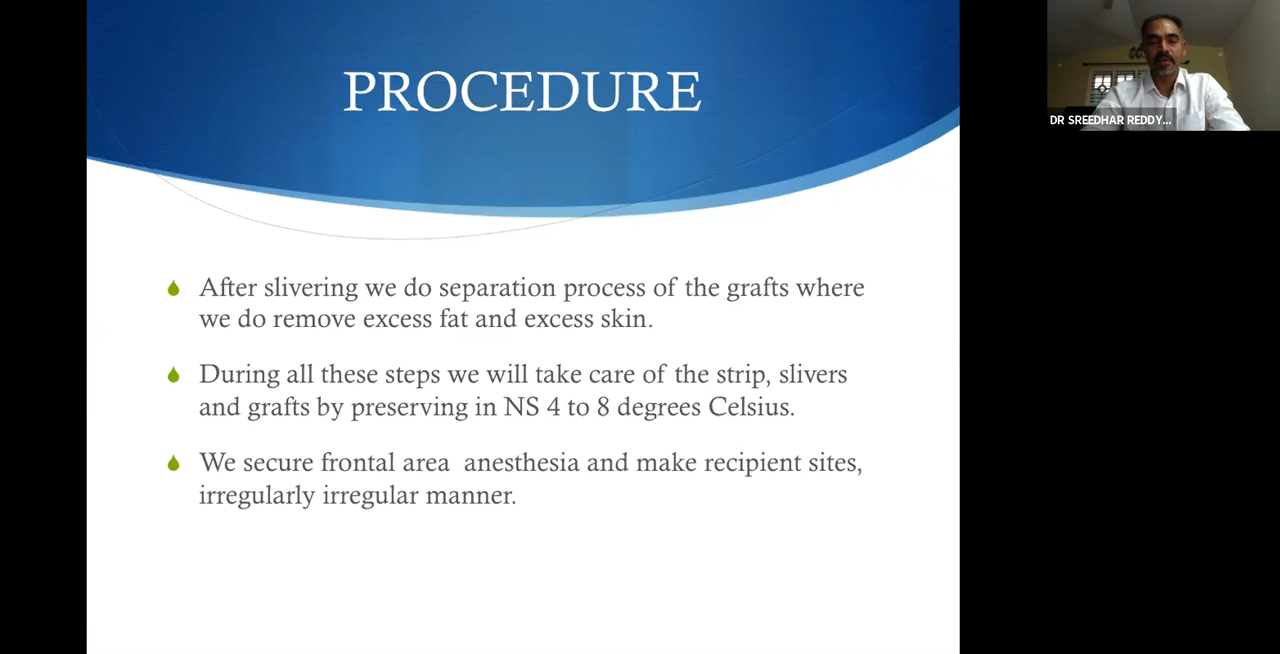 PROCEDURE
DR SREEDHAR REDDY...
After slivering we do separation process of the grafts where
we do remove excess fat and excess skin.
During all these steps we will take care of the strip, slivers
and grafts by preserving in NS 4 to 8 degrees Celsius.
We secure frontal area anesthesia and make recipient sites,
irregularly irregular manner.